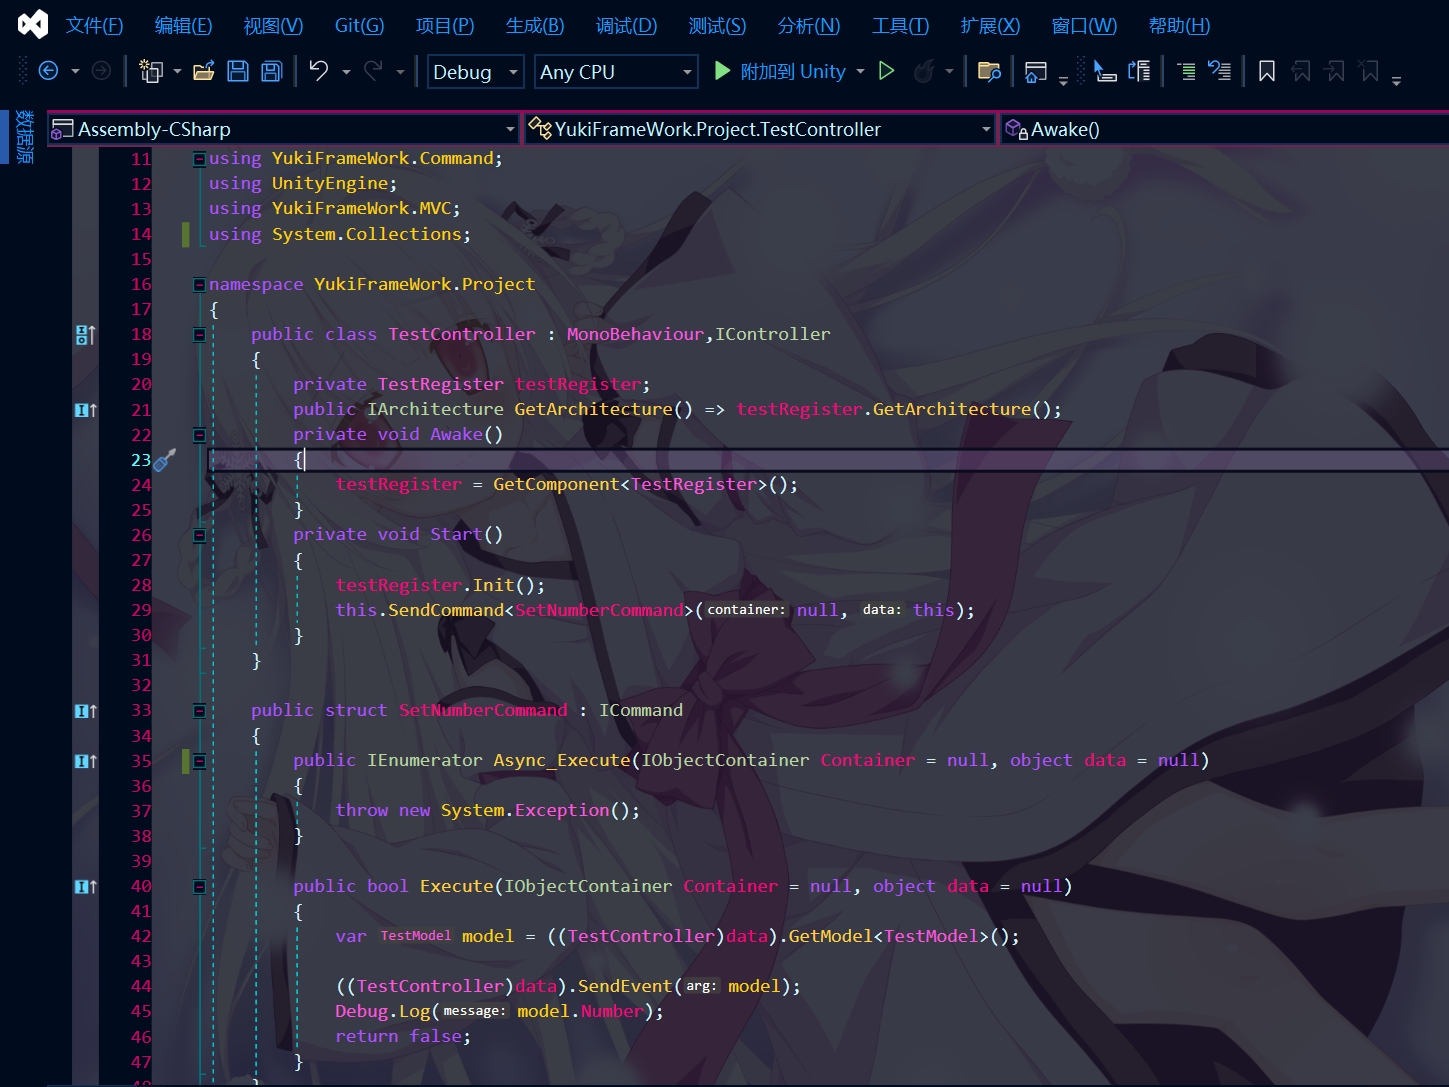 文件(F) 编辑(E) 视图(V) Git(G) 项目(P) 生成(B) 调试(D) 测试(S) 分析(N) 工具(T) 扩展(X) 窗口(W) 帮助(H)
Debug Any CPU 附加到 Unity
数据源
Assembly-CSharp YukiFrameWork.Project.TestController Awake()
11 using YukiFrameWork.Command;
12 using UnityEngine;
13 using YukiFrameWork.MVC;
14 using System.Collections;
15
16 namespace YukiFrameWork.Project
17 {
18 public class TestController : MonoBehaviour,IController
19 {
20 private TestRegister testRegister;
21 public IArchitecture GetArchitecture() => testRegister.GetArchitecture();
22 private void Awake()
23 {
24 testRegister = GetComponent<TestRegister>();
25 }
26 private void Start()
27 {
28 testRegister.Init();
29 this.SendCommand<SetNumberCommand>(container: null, data: this);
30 }
31 }
32
33 public struct SetNumberCommand : ICommand
34 {
35 public IEnumerator Async_Execute(IObjectContainer Container = null, object data = null)
36 {
37 throw new System.Exception();
38 }
39
40 public bool Execute(IObjectContainer Container = null, object data = null)
41 {
42 var TestModel model = ((TestController)data).GetModel<TestModel>();
43
44 ((TestController)data).SendEvent(arg: model);
45 Debug.Log(message: model.Number);
46 return false;
47 }
48 }